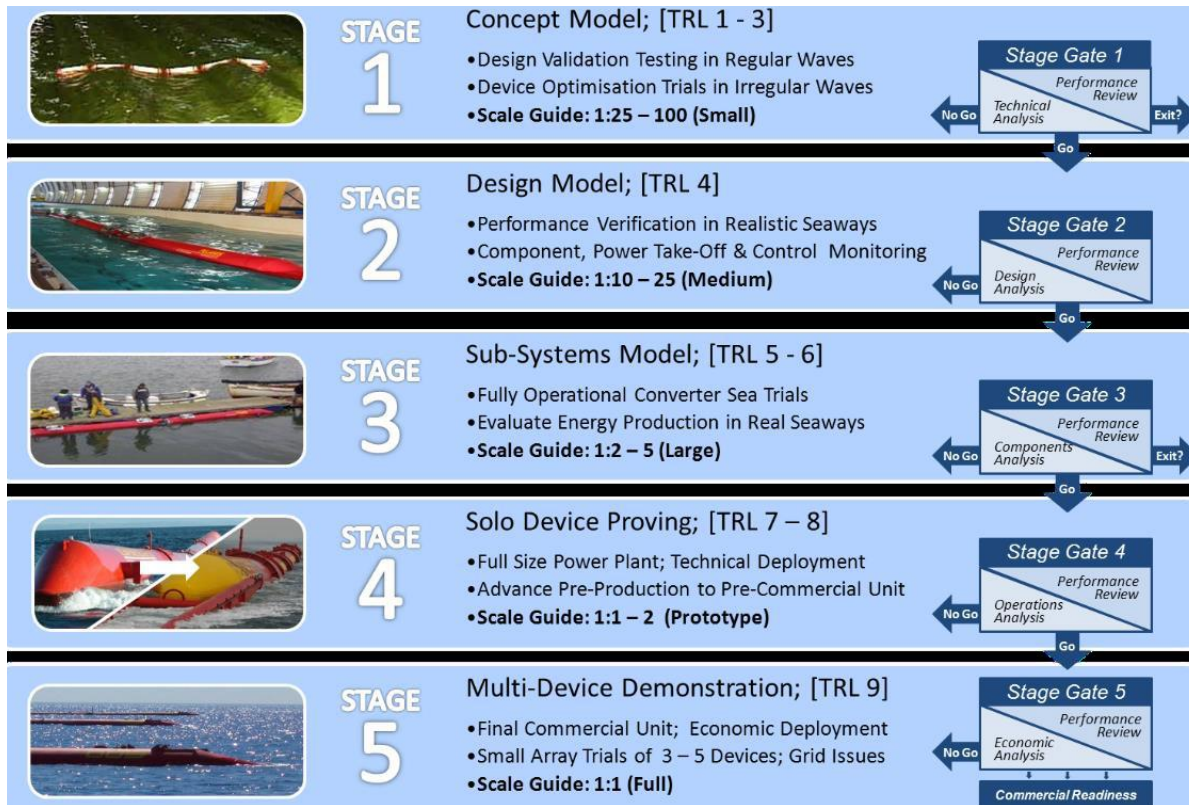 STAGE
1
Concept Model; [TRL 1 - 3]
•Design Validation Testing in Regular Waves
•Device Optimisation Trials in Irregular Waves
•Scale Guide: 1:25 – 100 (Small)
Stage Gate 1
Performance
Review
Technical
Analysis
No Go
Exit?
Go
STAGE
2
Design Model; [TRL 4]
•Performance Verification in Realistic Seaways
•Component, Power Take-Off & Control Monitoring
•Scale Guide: 1:10 – 25 (Medium)
Stage Gate 2
Performance
Review
Design
Analysis
No Go
Go
STAGE
3
Sub-Systems Model; [TRL 5 - 6]
•Fully Operational Converter Sea Trials
•Evaluate Energy Production in Real Seaways
•Scale Guide: 1:2 – 5 (Large)
Stage Gate 3
Performance
Review
Components
Analysis
No Go
Exit?
Go
STAGE
4
Solo Device Proving; [TRL 7 – 8]
•Full Size Power Plant; Technical Deployment
•Advance Pre-Production to Pre-Commercial Unit
•Scale Guide: 1:1 – 2 (Prototype)
Stage Gate 4
Performance
Review
Operations
Analysis
No Go
Go
STAGE
5
Multi-Device Demonstration; [TRL 9]
•Final Commercial Unit; Economic Deployment
•Small Array Trials of 3 – 5 Devices; Grid Issues
•Scale Guide: 1:1 (Full)
Stage Gate 5
Performance
Review
Economic
Analysis
No Go
Commercial Readiness